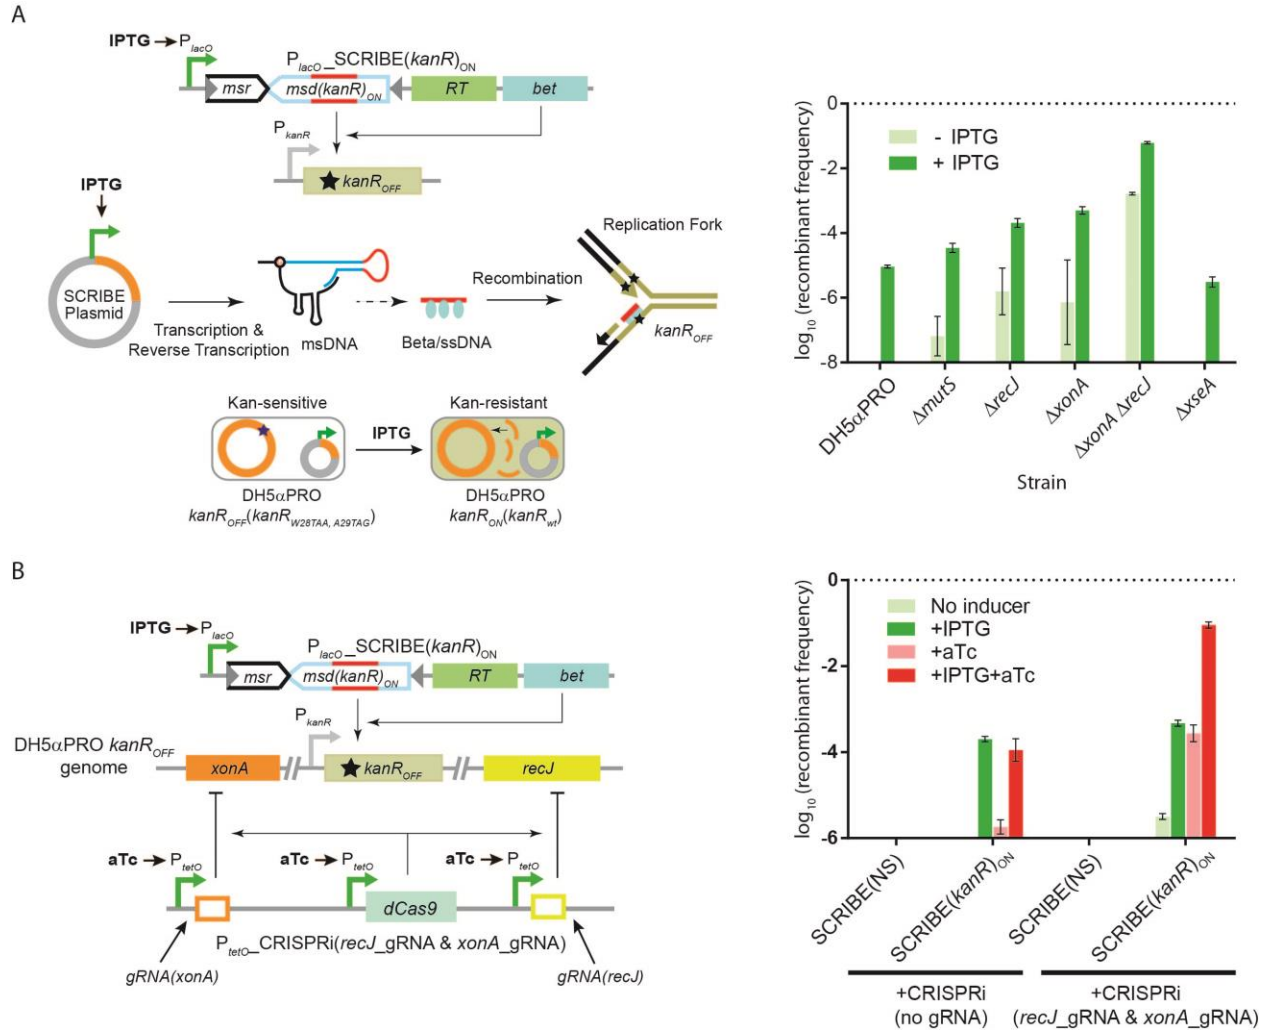 A
IPTG P_lacO
P_lacO_SCRIBE(kanR)_ON
msr
msd(kanR)_ON
RT
bet
P_kanR
kanR_OFF
IPTG
SCRIBE
Plasmid
Transcription &
Reverse Transcription
msDNA
Beta/ssDNA
Recombination
Replication Fork
kanR_OFF
Kan-sensitive
IPTG
Kan-resistant
DH5αPRO
kanR_OFF(kanR_W28TAA, A29TAG)
DH5αPRO
kanR_ON(kanR_wt)
log10 (recombinant frequency)
0
-2
-4
-6
-8
- IPTG
+ IPTG
DH5αPRO
ΔmutS
ΔrecJ
ΔxonA
ΔxonA ΔrecJ
ΔxseA
Strain
B
IPTG P_lacO
P_lacO_SCRIBE(kanR)_ON
msr
msd(kanR)_ON
RT
bet
P_kanR
DH5αPRO kanR_OFF
genome
xonA
kanR_OFF
recJ
aTc P_tetO
aTc P_tetO
aTc P_tetO
dCas9
P_tetO_CRISPRi(recJ_gRNA & xonA_gRNA)
gRNA(xonA)
gRNA(recJ)
log10 (recombinant frequency)
0
-2
-4
-6
No inducer
+IPTG
+aTc
+IPTG+aTc
SCRIBE(NS)
SCRIBE(kanR)_ON
SCRIBE(NS)
SCRIBE(kanR)_ON
+CRISPRi
(no gRNA)
+CRISPRi
(recJ_gRNA & xonA_gRNA)